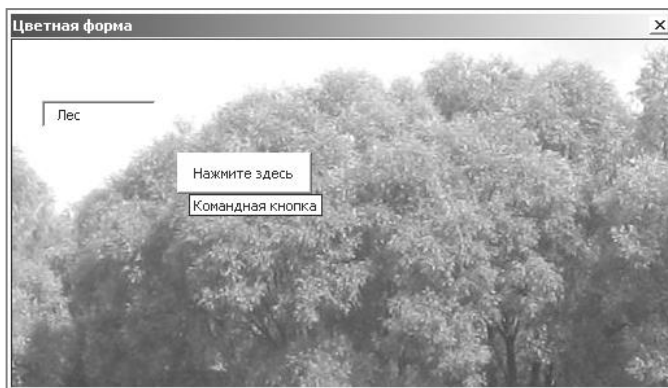 Цветная форма
Лес
Нажмите здесь
Командная кнопка